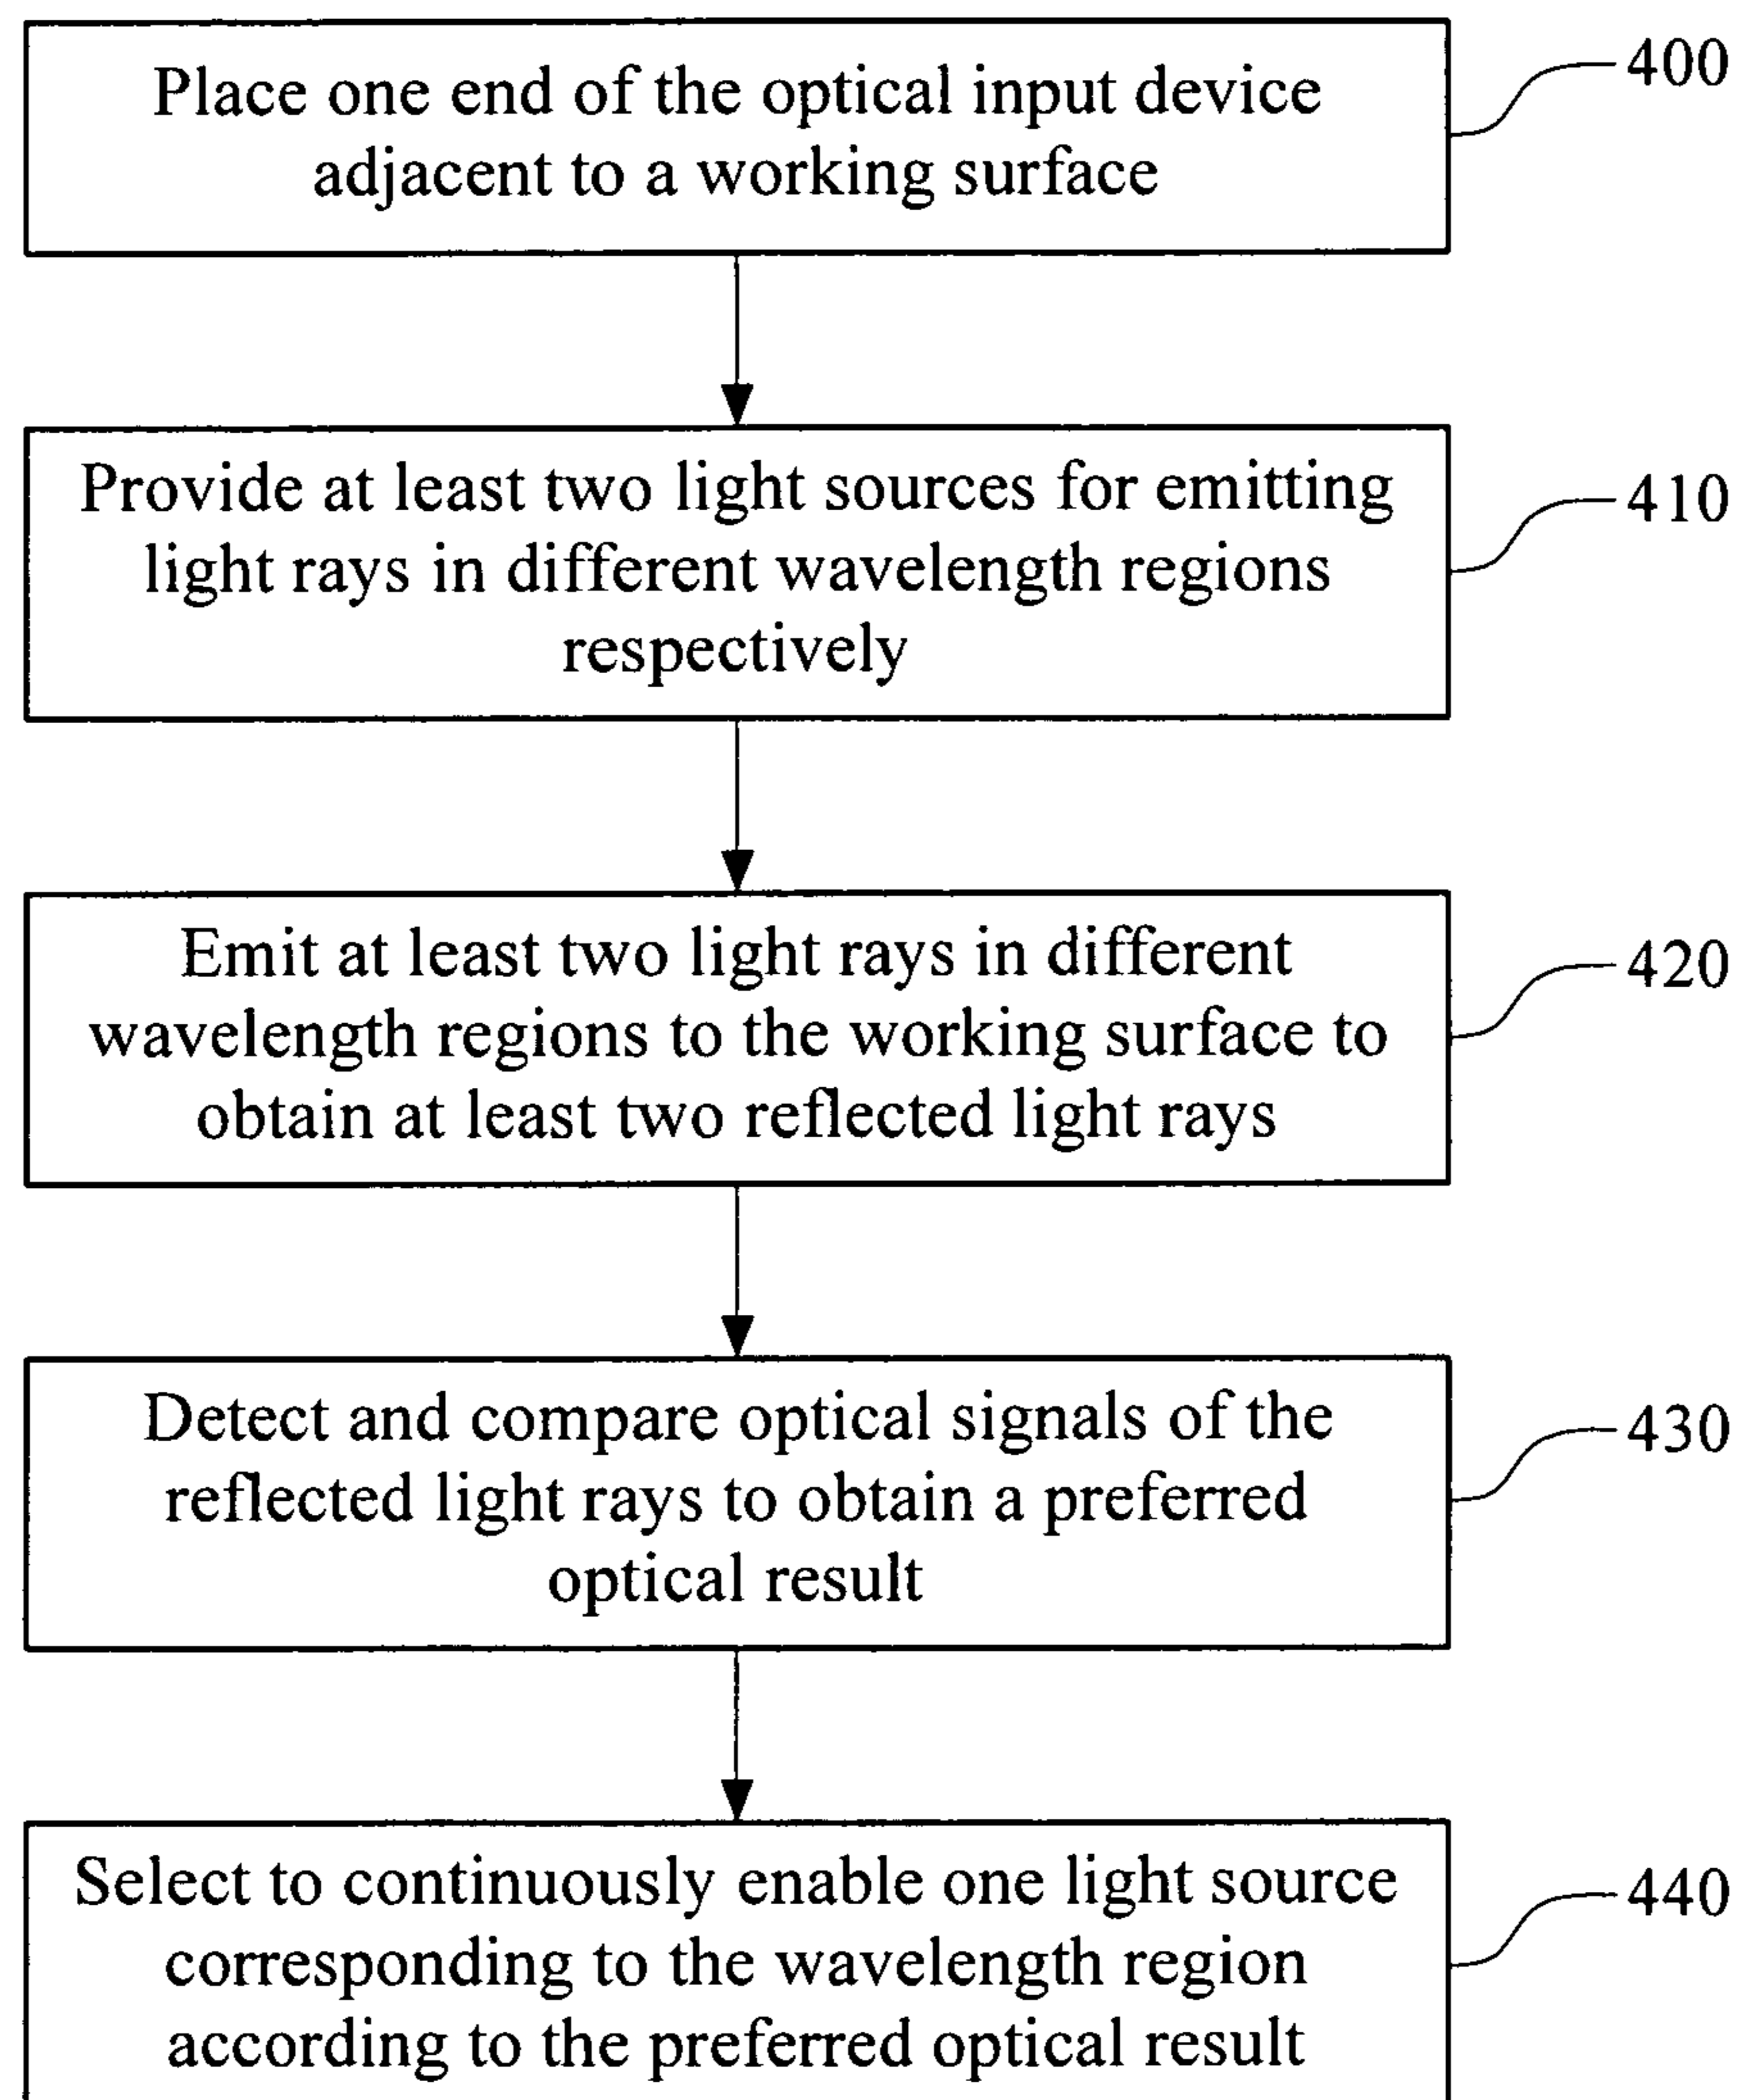 Place one end of the optical input device
adjacent to a working surface
400
Provide at least two light sources for emitting
light rays in different wavelength regions
respectively
410
Emit at least two light rays in different
wavelength regions to the working surface to
obtain at least two reflected light rays
420
Detect and compare optical signals of the
reflected light rays to obtain a preferred
optical result
430
Select to continuously enable one light source
corresponding to the wavelength region
according to the preferred optical result
440